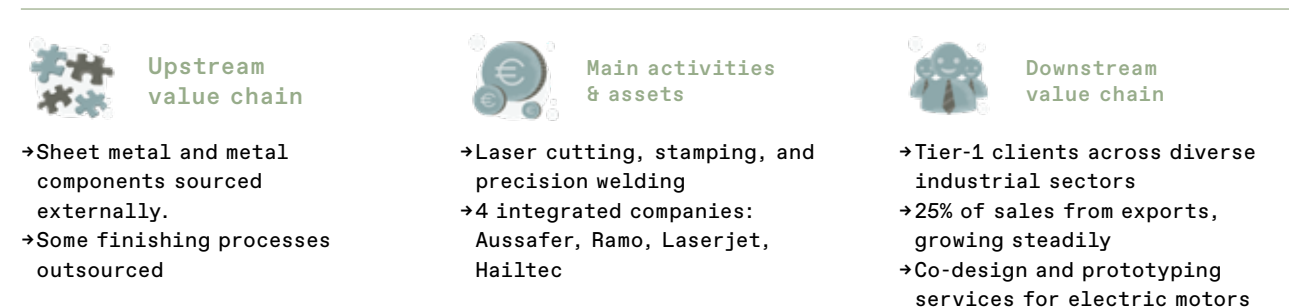 Upstream
value chain
→Sheet metal and metal
components sourced
externally.
→Some finishing processes
outsourced
Main activities
& assets
→Laser cutting, stamping, and
precision welding
→4 integrated companies:
Aussafer, Ramo, Laserjet,
Hailtec
Downstream
value chain
→Tier-1 clients across diverse
industrial sectors
→25% of sales from exports,
growing steadily
→Co-design and prototyping
services for electric motors